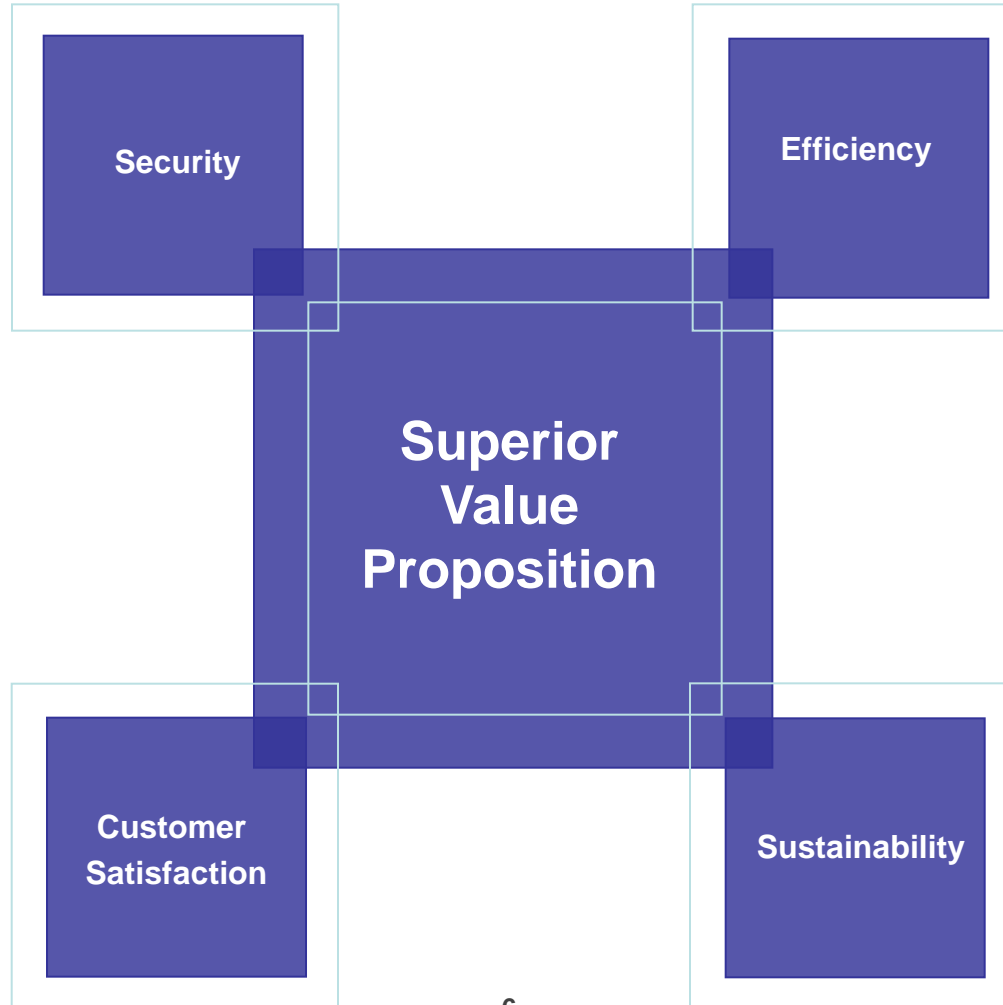 Security
Efficiency
Superior
Value
Proposition
Customer
Satisfaction
Sustainability